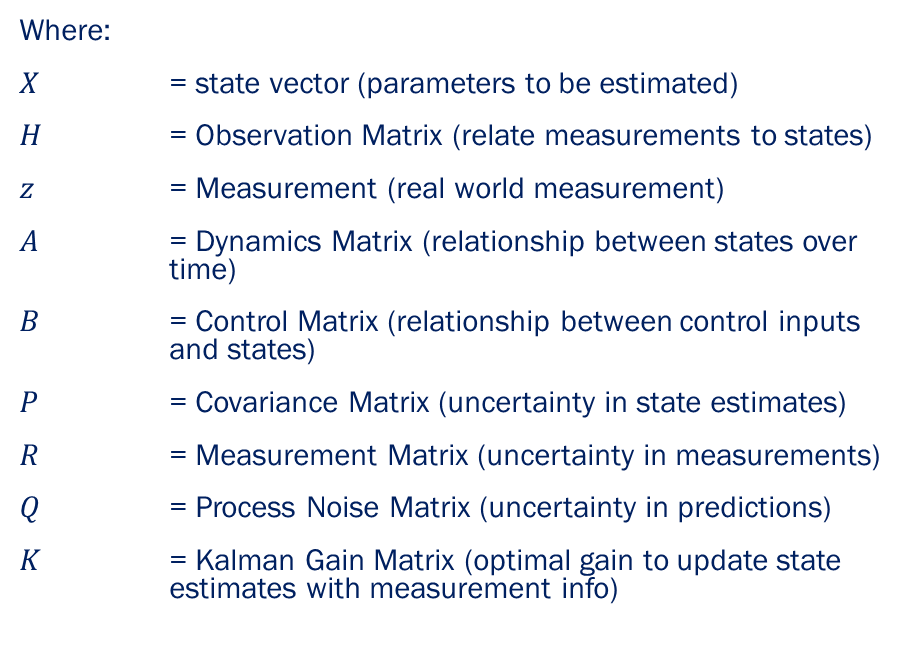 Where:
X = state vector (parameters to be estimated)
H = Observation Matrix (relate measurements to states)
z = Measurement (real world measurement)
A = Dynamics Matrix (relationship between states over
time)
B = Control Matrix (relationship between control inputs
and states)
P = Covariance Matrix (uncertainty in state estimates)
R = Measurement Matrix (uncertainty in measurements)
Q = Process Noise Matrix (uncertainty in predictions)
K = Kalman Gain Matrix (optimal gain to update state
estimates with measurement info)